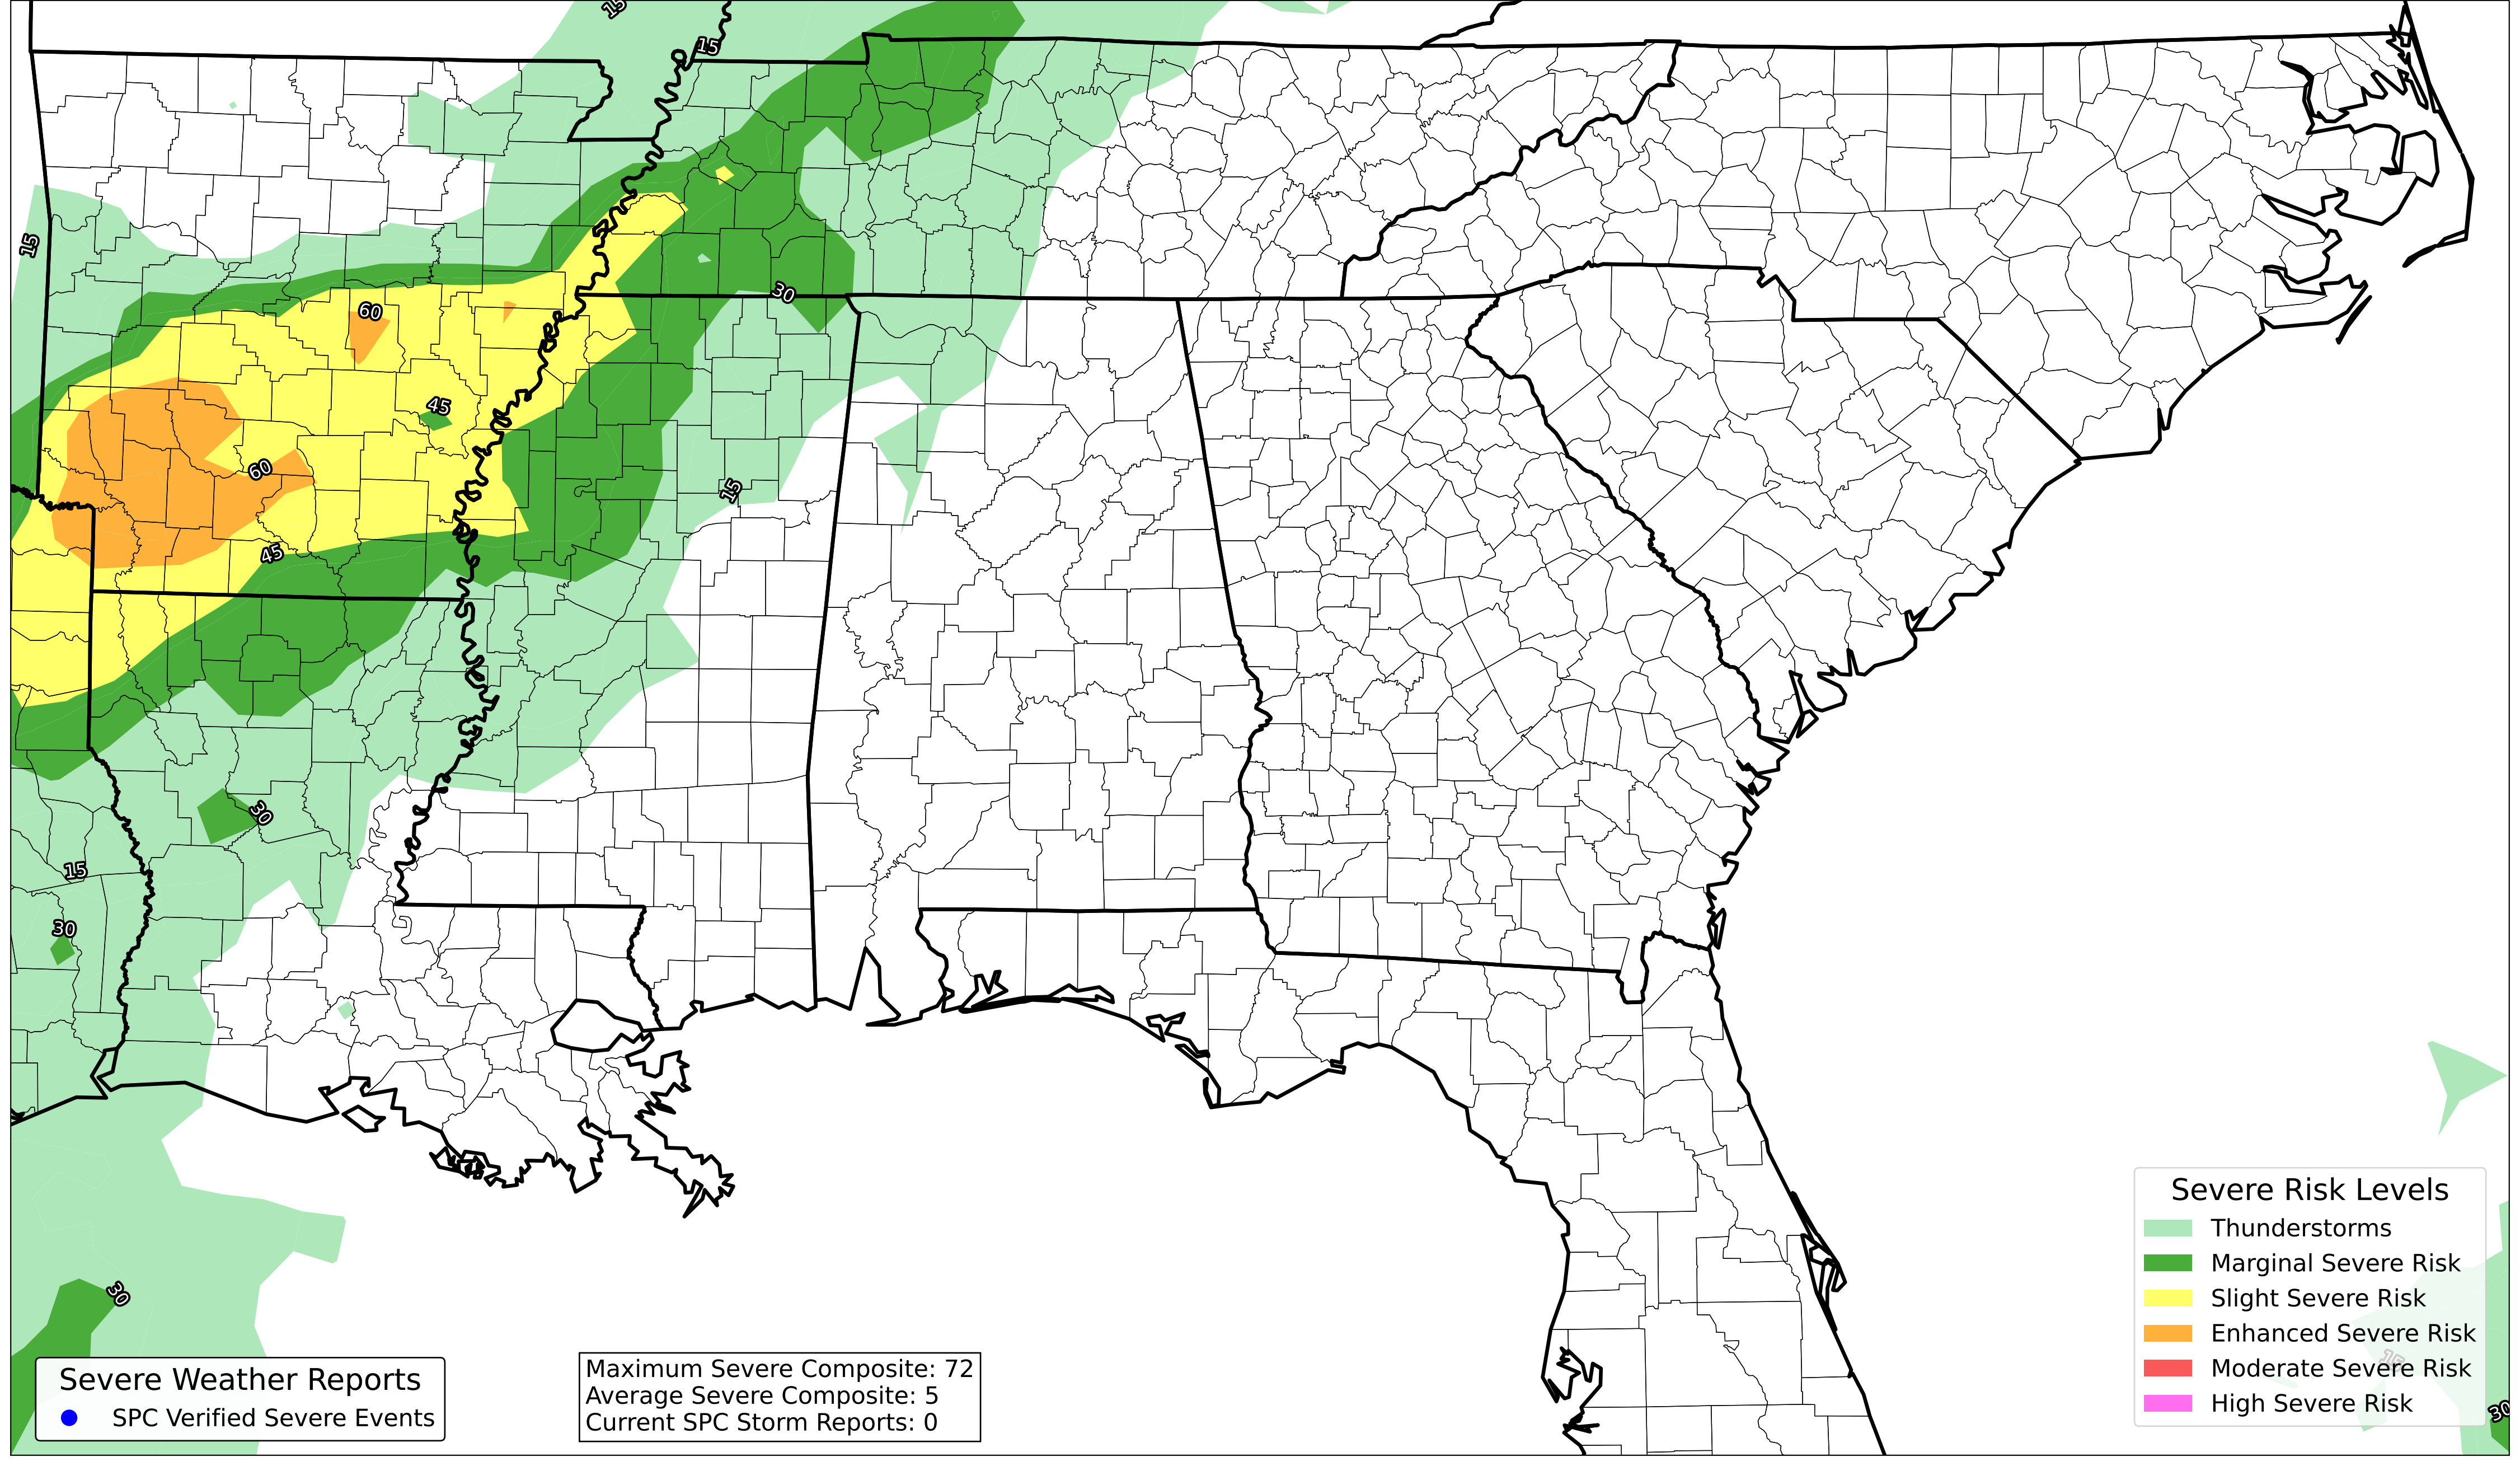 15
15
15
30
60
45
60
15
45
30
15
30
30
Severe Risk Levels
Thunderstorms
Marginal Severe Risk
Slight Severe Risk
Enhanced Severe Risk
Moderate Severe Risk
High Severe Risk
15
30
Severe Weather Reports
SPC Verified Severe Events
Maximum Severe Composite: 72
Average Severe Composite: 5
Current SPC Storm Reports: 0